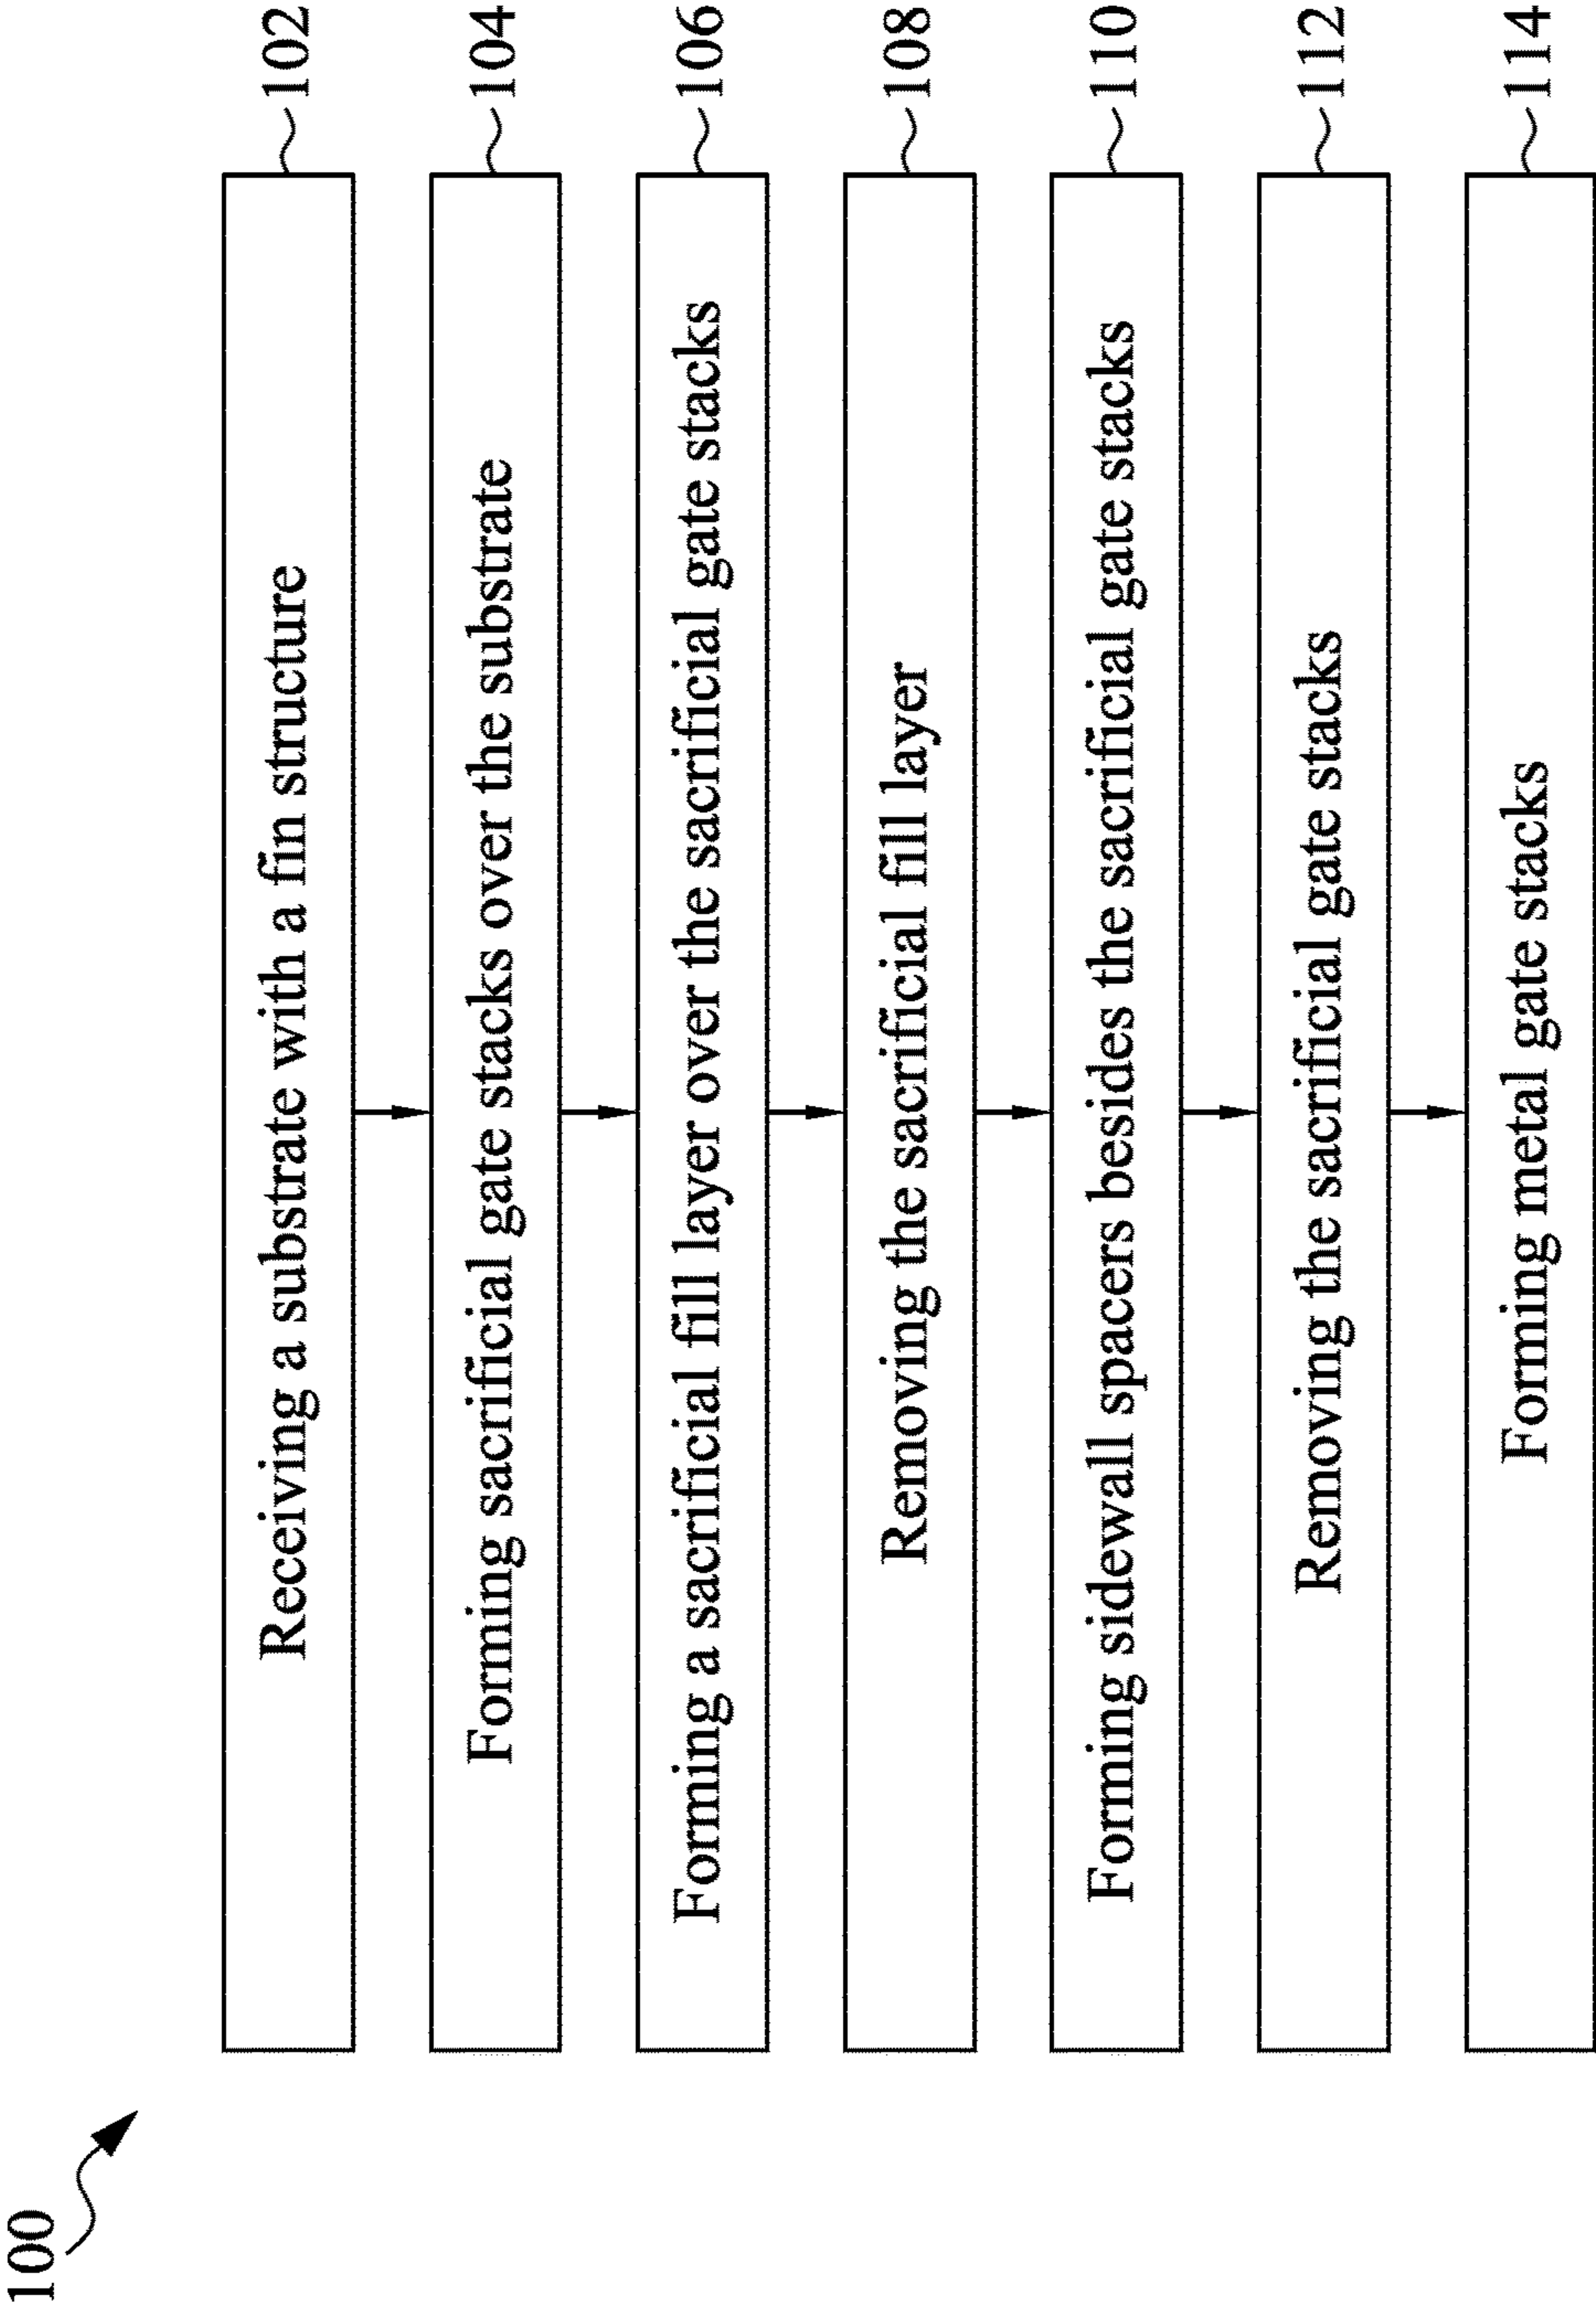 100
Receiving a substrate with a fin structure
102
Forming sacrificial gate stacks over the substrate
104
Forming a sacrificial fill layer over the sacrificial gate stacks
106
Removing the sacrificial fill layer
108
Forming sidewall spacers besides the sacrificial gate stacks
110
Removing the sacrificial gate stacks
112
Forming metal gate stacks
114